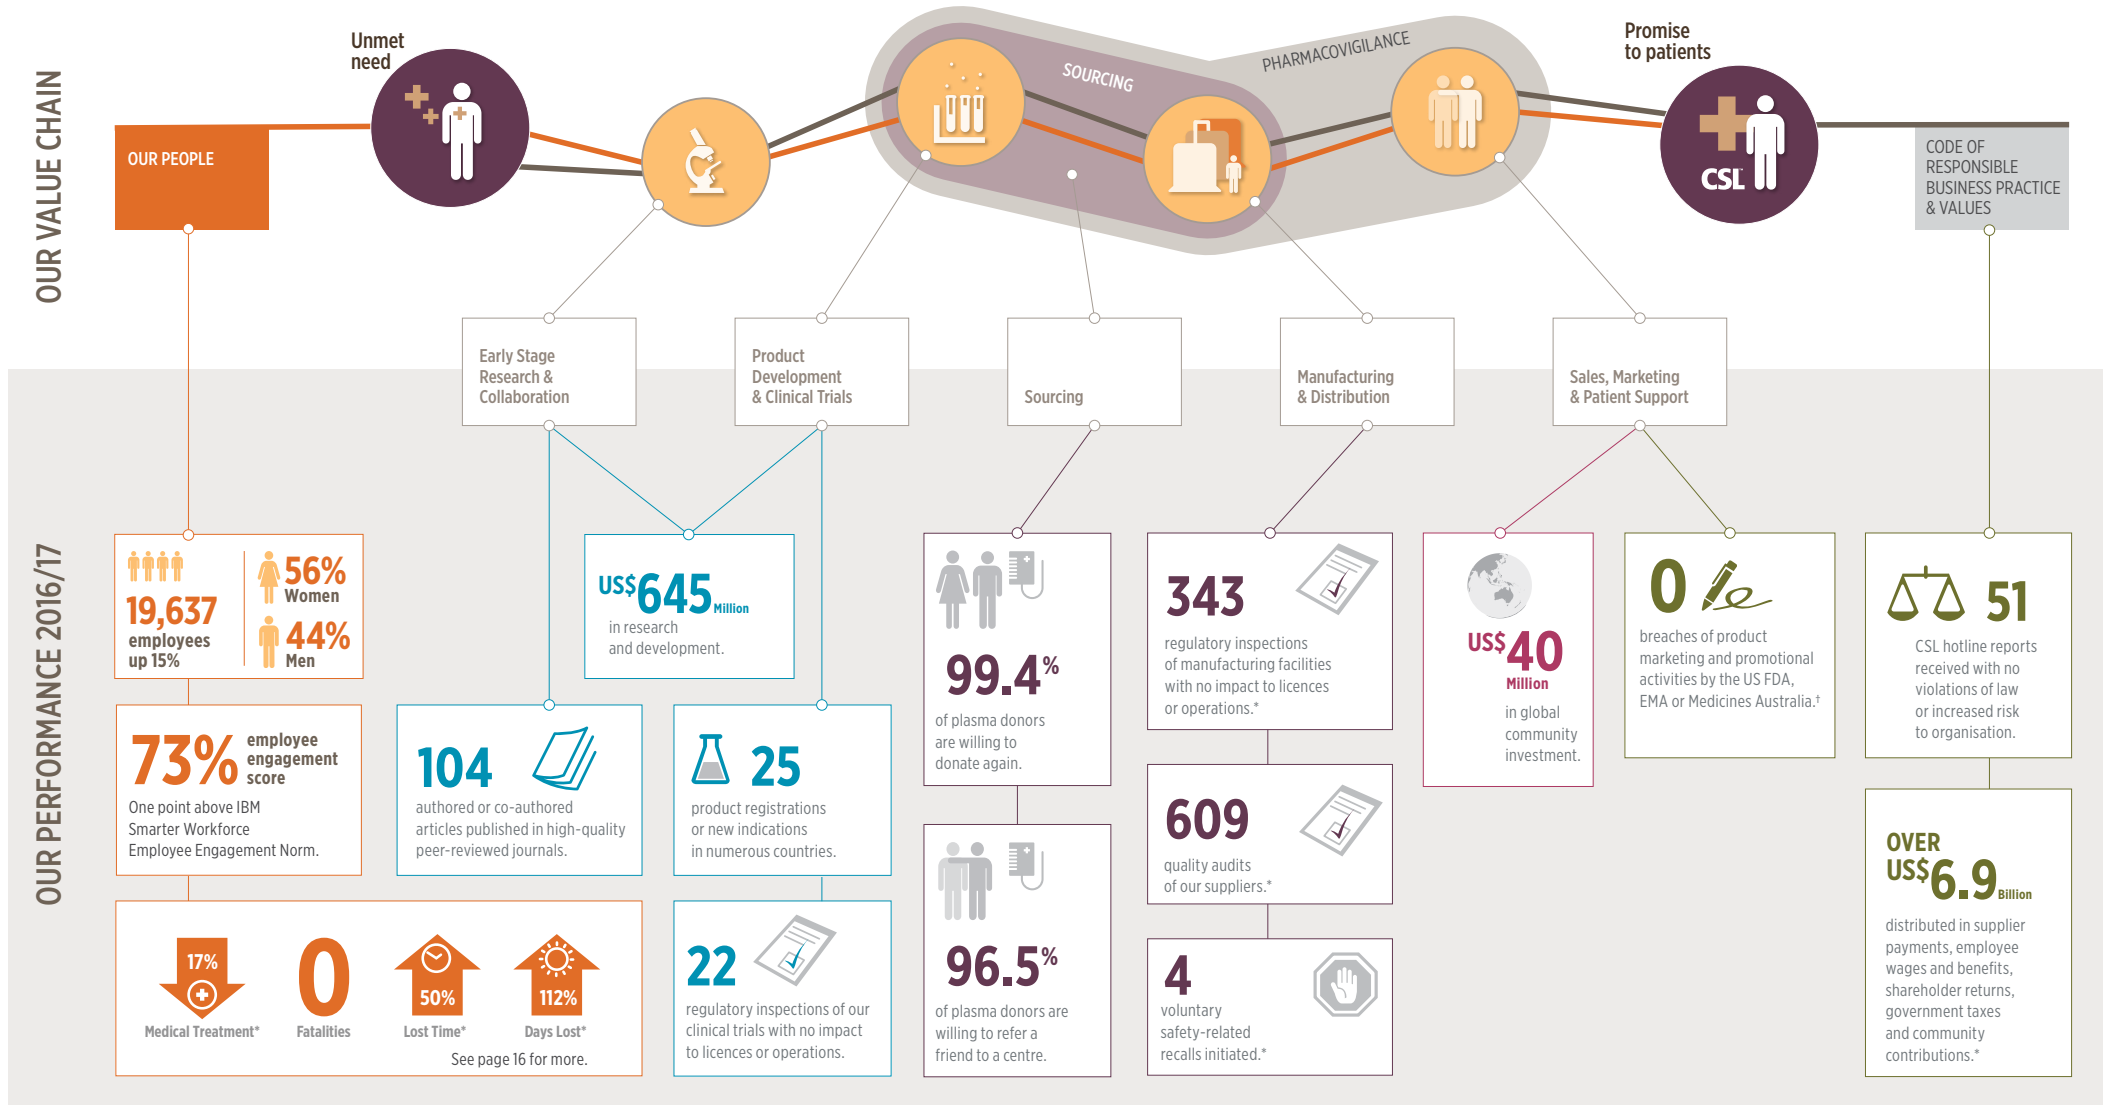 OUR VALUE CHAIN
OUR PEOPLE
Unmet
need
SOURCING
PHARMACOVIGILANCE
Promise
to patients
CSL
CODE OF
RESPONSIBLE
BUSINESS PRACTICE
& VALUES
Early Stage
Research &
Collaboration
Product
Development
& Clinical Trials
Sourcing
Manufacturing
& Distribution
Sales, Marketing
& Patient Support
OUR PERFORMANCE 2016/17
19,637
employees
up 15%
56%
Women
44%
Men
73% employee
engagement
score
One point above IBM
Smarter Workforce
Employee Engagement Norm.
17%
Medical Treatment*
0
Fatalities
50%
Lost Time*
112%
Days Lost*
See page 16 for more.
US$645 Million
in research
and development.
104
authored or co-authored
articles published in high-quality
peer-reviewed journals.
25
product registrations
or new indications
in numerous countries.
22
regulatory inspections of our
clinical trials with no impact
to licences or operations.
99.4%
of plasma donors
are willing to
donate again.
96.5%
of plasma donors are
willing to refer a
friend to a centre.
343
regulatory inspections
of manufacturing facilities
with no impact to licences
or operations.*
609
quality audits
of our suppliers.*
4
voluntary
safety-related
recalls initiated.*
US$40
Million
in global
community
investment.
0
breaches of product
marketing and promotional
activities by the US FDA,
EMA or Medicines Australia.†
51
CSL hotline reports
received with no
violations of law
or increased risk
to organisation.
OVER
US$6.9 Billion
distributed in supplier
payments, employee
wages and benefits,
shareholder returns,
government taxes
and community
contributions.*